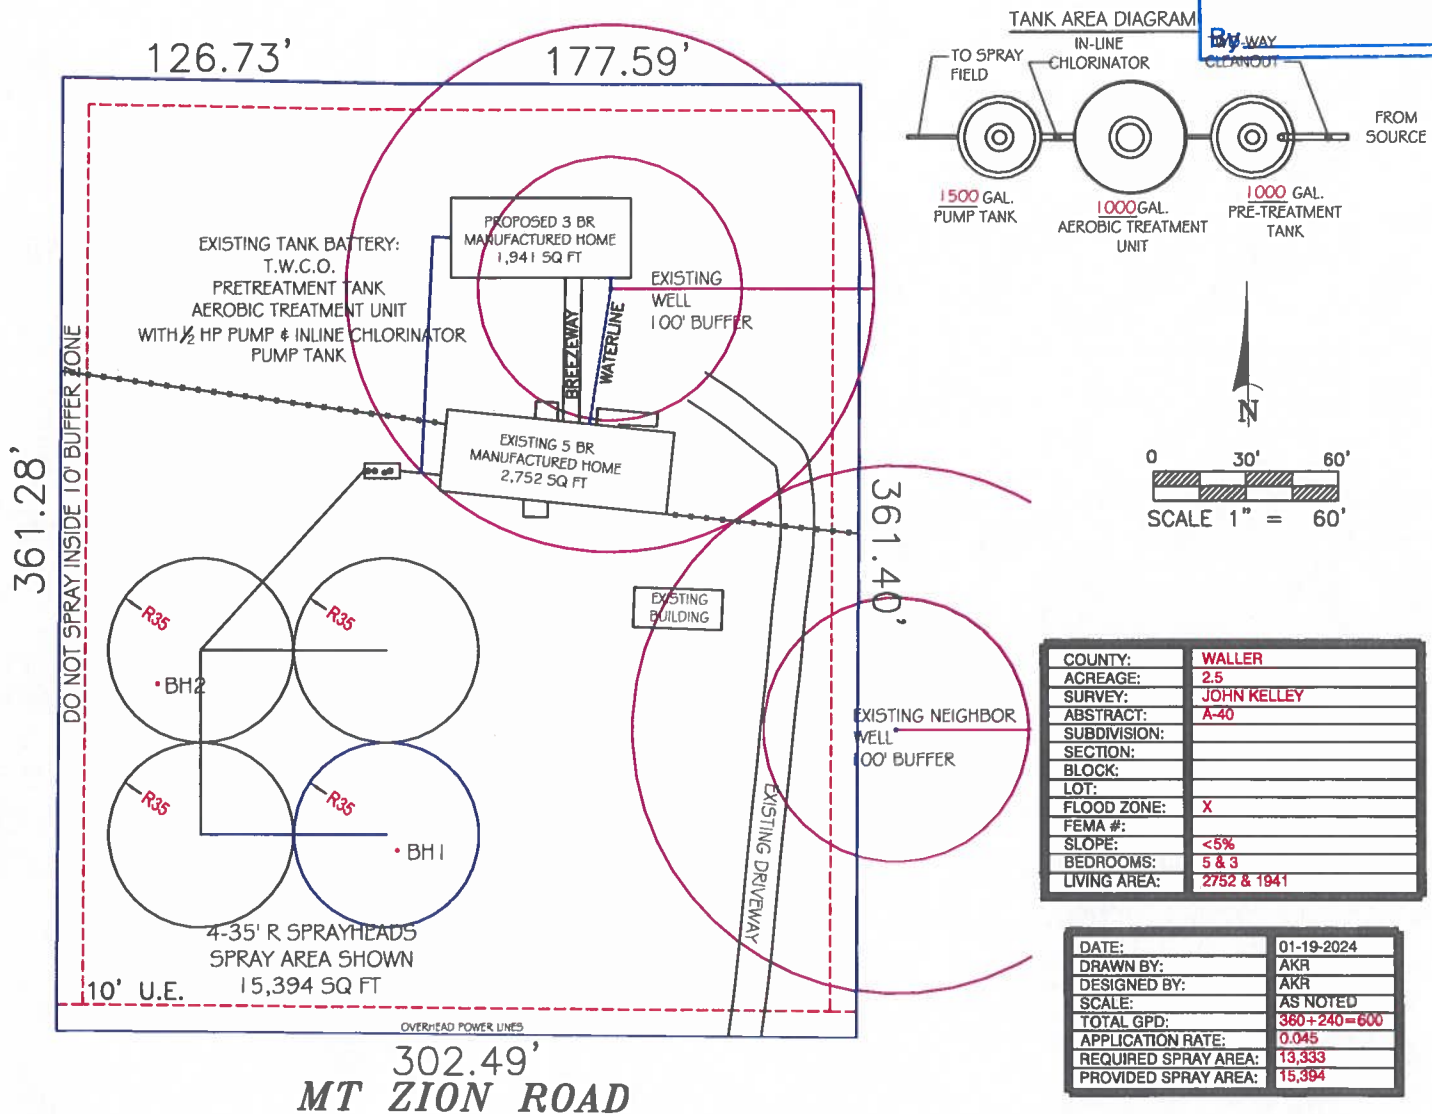 126.73'
177.59'
TANK AREA DIAGRAM
By
TO SPRAY
FIELD
IN-LINE
CHLORINATOR
TWO-WAY
CLEANOUT
FROM
SOURCE
1500 GAL.
PUMP TANK
1000 GAL.
AEROBIC TREATMENT
UNIT
1000 GAL.
PRE-TREATMENT
TANK
PROPOSED 3 BR
MANUFACTURED HOME
1,941 SQ FT
EXISTING TANK BATTERY:
T.W.C.O.
PRETREATMENT TANK
AEROBIC TREATMENT UNIT
WITH ½ HP PUMP & INLINE CHLORINATOR
PUMP TANK
EXISTING
WELL
100' BUFFER
BREEZEWAY
WATERLINE
DO NOT SPRAY INSIDE 10' BUFFER ZONE
361.28'
EXISTING 5 BR
MANUFACTURED HOME
2,752 SQ FT
361.40'
N
0 30' 60'
SCALE 1" = 60'
EXISTING
BUILDING
R35
R35
BH2
R35
R35
BH1
EXISTING NEIGHBOR
WELL
100' BUFFER
EXISTING DRIVEWAY
4-35' R SPRAYHEADS
SPRAY AREA SHOWN
15,394 SQ FT
10' U.E.
OVERHEAD POWER LINES
302.49'
MT ZION ROAD
COUNTY: WALLER
ACREAGE: 2.5
SURVEY: JOHN KELLEY
ABSTRACT: A-40
SUBDIVISION:
SECTION:
BLOCK:
LOT:
FLOOD ZONE: X
FEMA #:
SLOPE: <5%
BEDROOMS: 5 & 3
LIVING AREA: 2752 & 1941
DATE: 01-19-2024
DRAWN BY: AKR
DESIGNED BY: AKR
SCALE: AS NOTED
TOTAL GPD: 360+240=600
APPLICATION RATE: 0.045
REQUIRED SPRAY AREA: 13,333
PROVIDED SPRAY AREA: 15,394